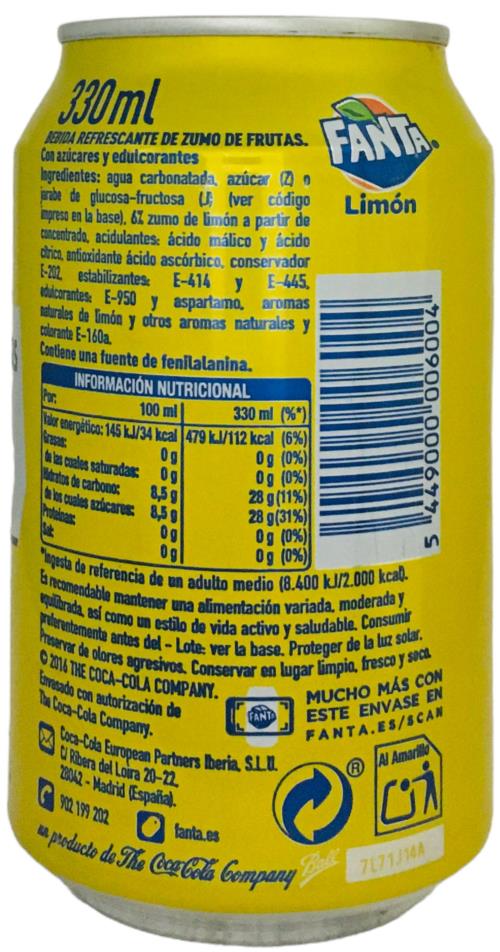 330 ml
BEBIDA REFRESCANTE DE ZUMO DE FRUTAS.
Con azúcares y edulcorantes
Ingredientes: agua carbonatada, azúcar (Z) o
jarabe de glucosa-fructosa (J) (ver código
impreso en la base), 6% zumo de limón a partir de
concentrado, acidulantes: ácido málico y ácido
cítrico, antioxidante ácido ascórbico, conservador
E-202, estabilizantes: E-414 y E-445,
edulcorantes: E-950 y aspartamo, aromas
naturales de limón y otros aromas naturales y
colorante E-160a.
Contiene una fuente de fenilalanina.
FANTA
Limón
INFORMACIÓN NUTRICIONAL
Por: 100 ml 330 ml (%*)
Valor energético: 145 kJ/34 kcal 479 kJ/112 kcal (6%)
Grasas: 0 g 0 g (0%)
de las cuales saturadas: 0 g 0 g (0%)
Hidratos de carbono: 8,5 g 28 g (11%)
de los cuales azúcares: 8,5 g 28 g (31%)
Proteínas: 0 g 0 g (0%)
Sal: 0 g 0 g (0%)
5 449000 006004
*Ingesta de referencia de un adulto medio (8.400 kJ/2.000 kcal).
Es recomendable mantener una alimentación variada, moderada y
equilibrada, así como un estilo de vida activo y saludable. Consumir
preferentemente antes del - Lote: ver la base. Proteger de la luz solar.
Preservar de olores agresivos. Conservar en lugar limpio, fresco y seco.
© 2016 THE COCA-COLA COMPANY.
Envasado con autorización de
The Coca-Cola Company.
FANTA
MUCHO MÁS CON
ESTE ENVASE EN
FANTA.ES/SCAN
Coca-Cola European Partners Iberia, S.L.U.
C/ Ribera del Loira 20-22,
28042 - Madrid (España).
902 199 202
fanta.es
®
Al Amarillo
un producto de The Coca-Cola Company
Ball
7L71J14A